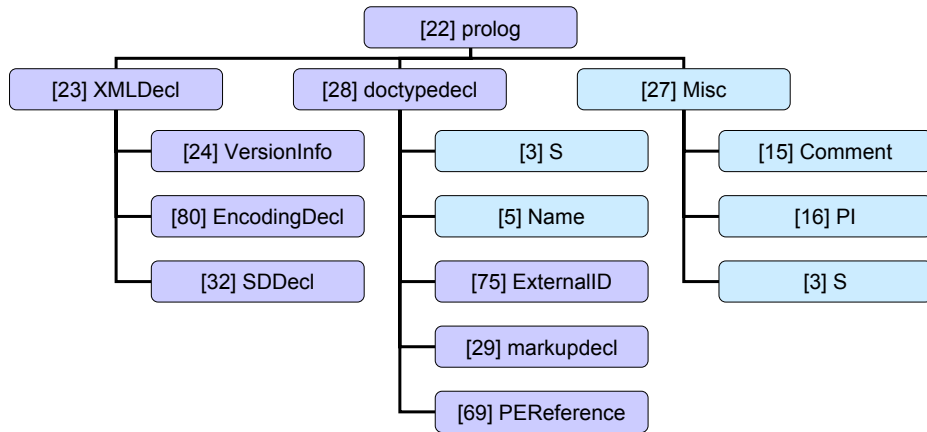 [22] prolog
[23] XMLDecl
[28] doctypedecl
[27] Misc
[24] VersionInfo
[3] S
[15] Comment
[80] EncodingDecl
[5] Name
[16] PI
[32] SDDecl
[75] ExternalID
[3] S
[29] markupdecl
[69] PEReference